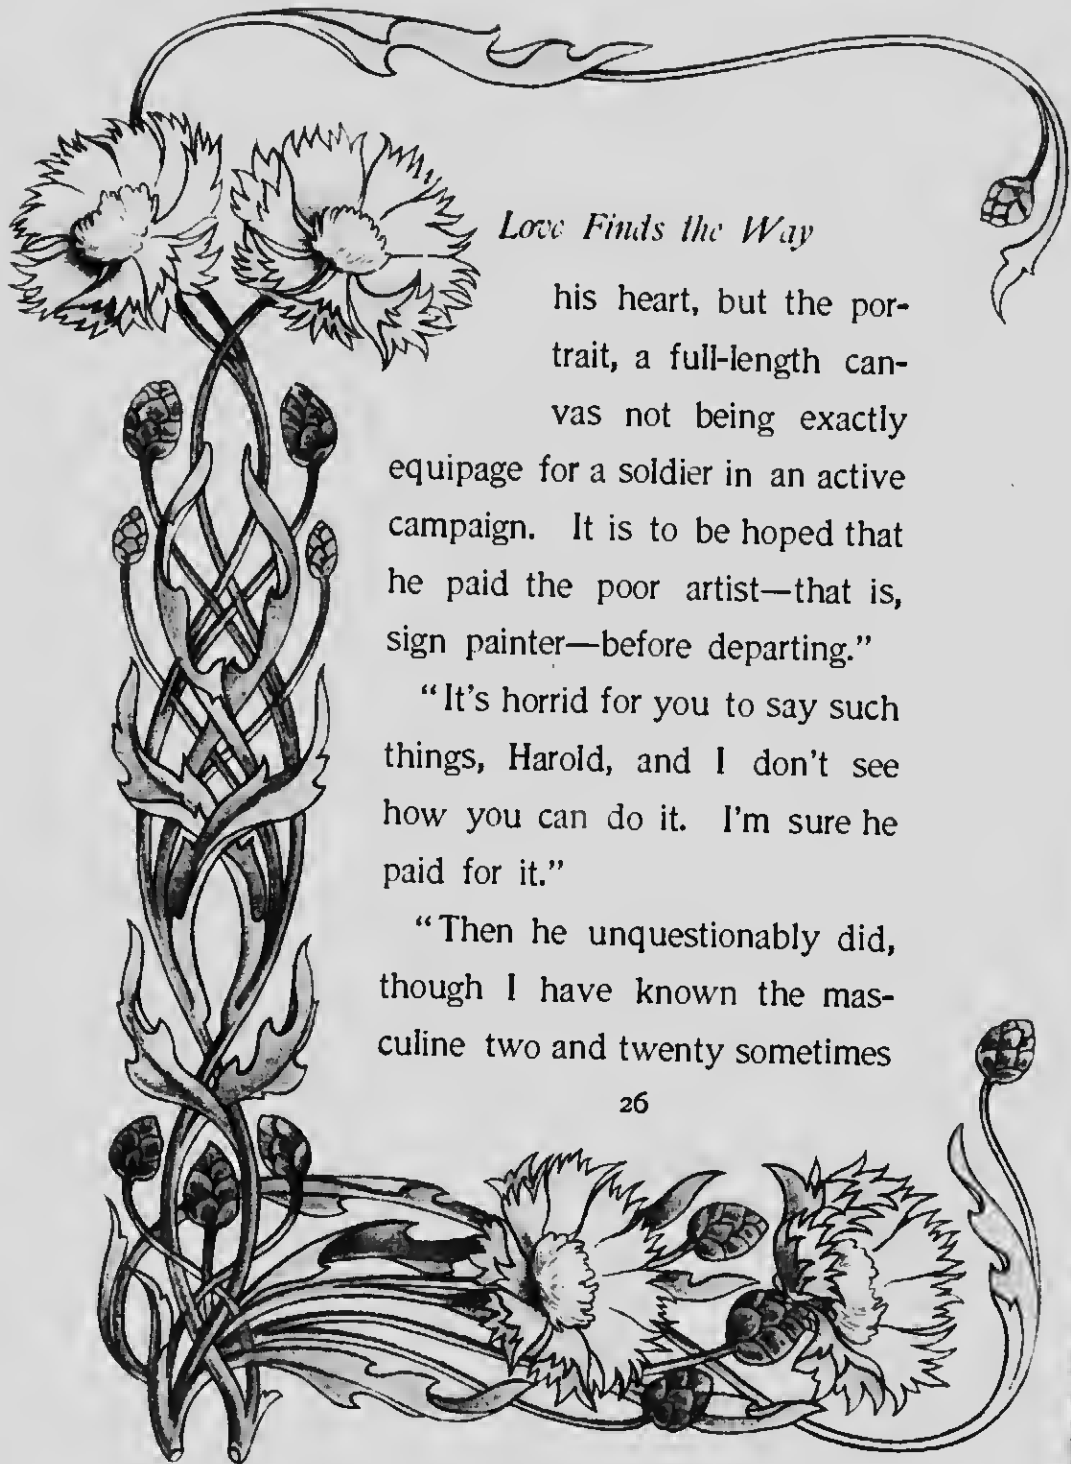 Love Finds the Way
his heart, but the por-
trait, a full-length can-
vas not being exactly
equipage for a soldier in an active
campaign. It is to be hoped that
he paid the poor artist—that is,
sign painter—before departing.”
“It's horrid for you to say such
things, Harold, and I don't see
how you can do it. I'm sure he
paid for it.”
“Then he unquestionably did,
though I have known the mas-
culine two and twenty sometimes
26